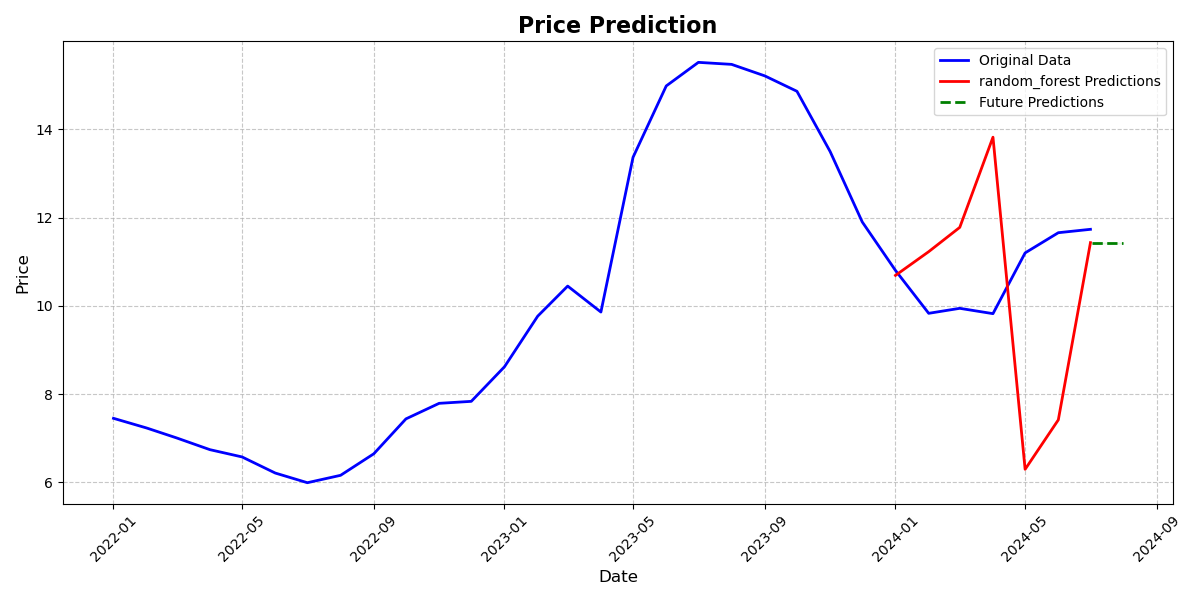 Price Prediction
Original Data
random_forest Predictions
Future Predictions
Price
14
12
10
8
6
2022-01
2022-05
2022-09
2023-01
2023-05
2023-09
2024-01
2024-05
2024-09
Date